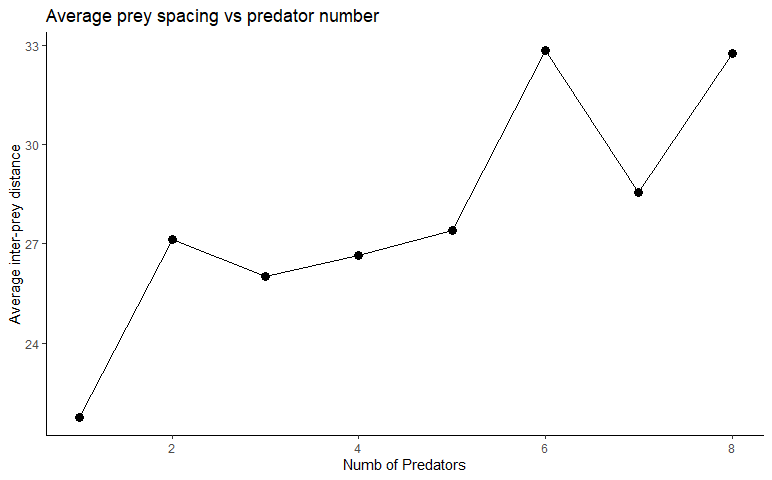 Average prey spacing vs predator number
33
30
27
24
Average inter-prey distance
2
4
6
8
Numb of Predators